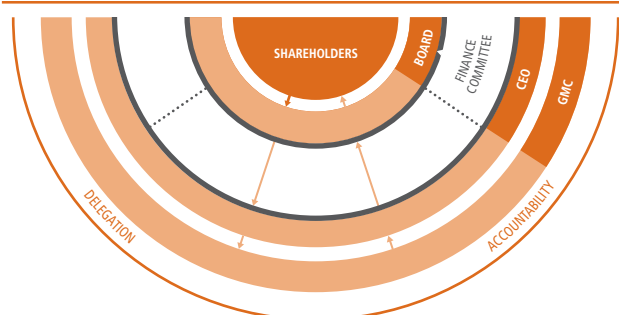 SHAREHOLDERS
BOARD
FINANCE
COMMITTEE
CEO
GMC
DELEGATION
ACCOUNTABILITY